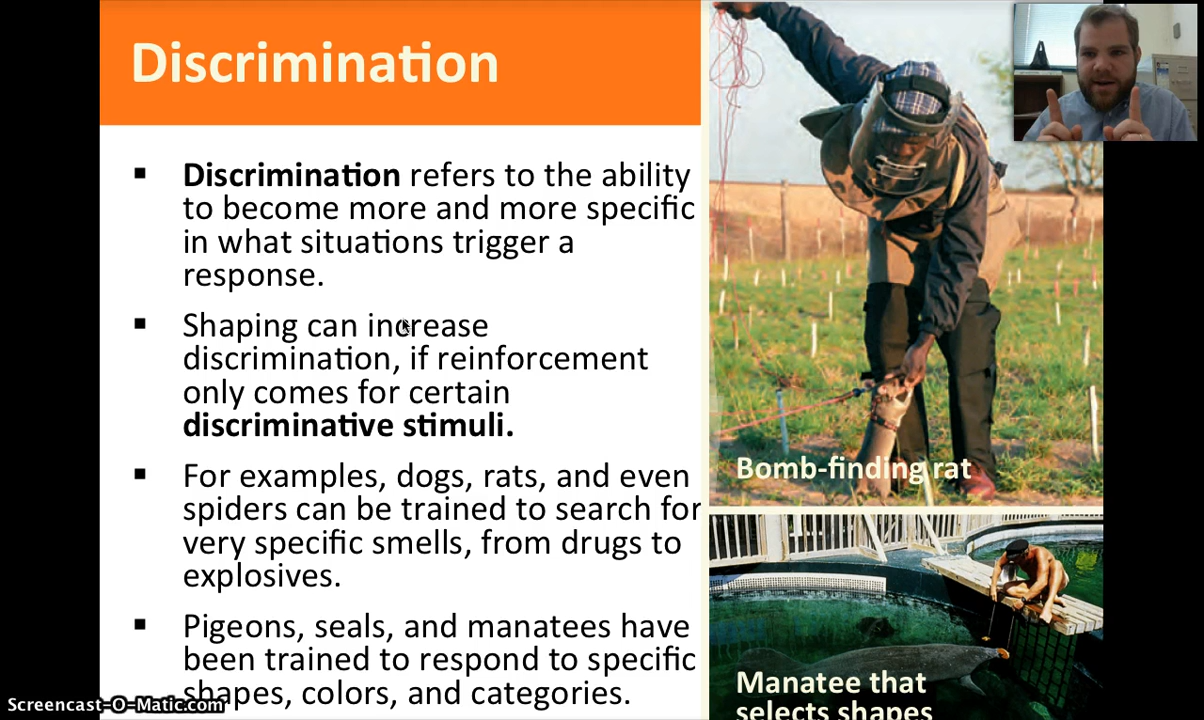 Discrimination
Discrimination refers to the ability
to become more and more specific
in what situations trigger a
response.
Shaping can increase
discrimination, if reinforcement
only comes for certain
discriminative stimuli.
For examples, dogs, rats, and even
spiders can be trained to search for
very specific smells, from drugs to
explosives.
Pigeons, seals, and manatees have
been trained to respond to specific
shapes, colors, and categories.
Bomb-finding rat
Manatee that
selects shapes
Screencast-O-Matic.com